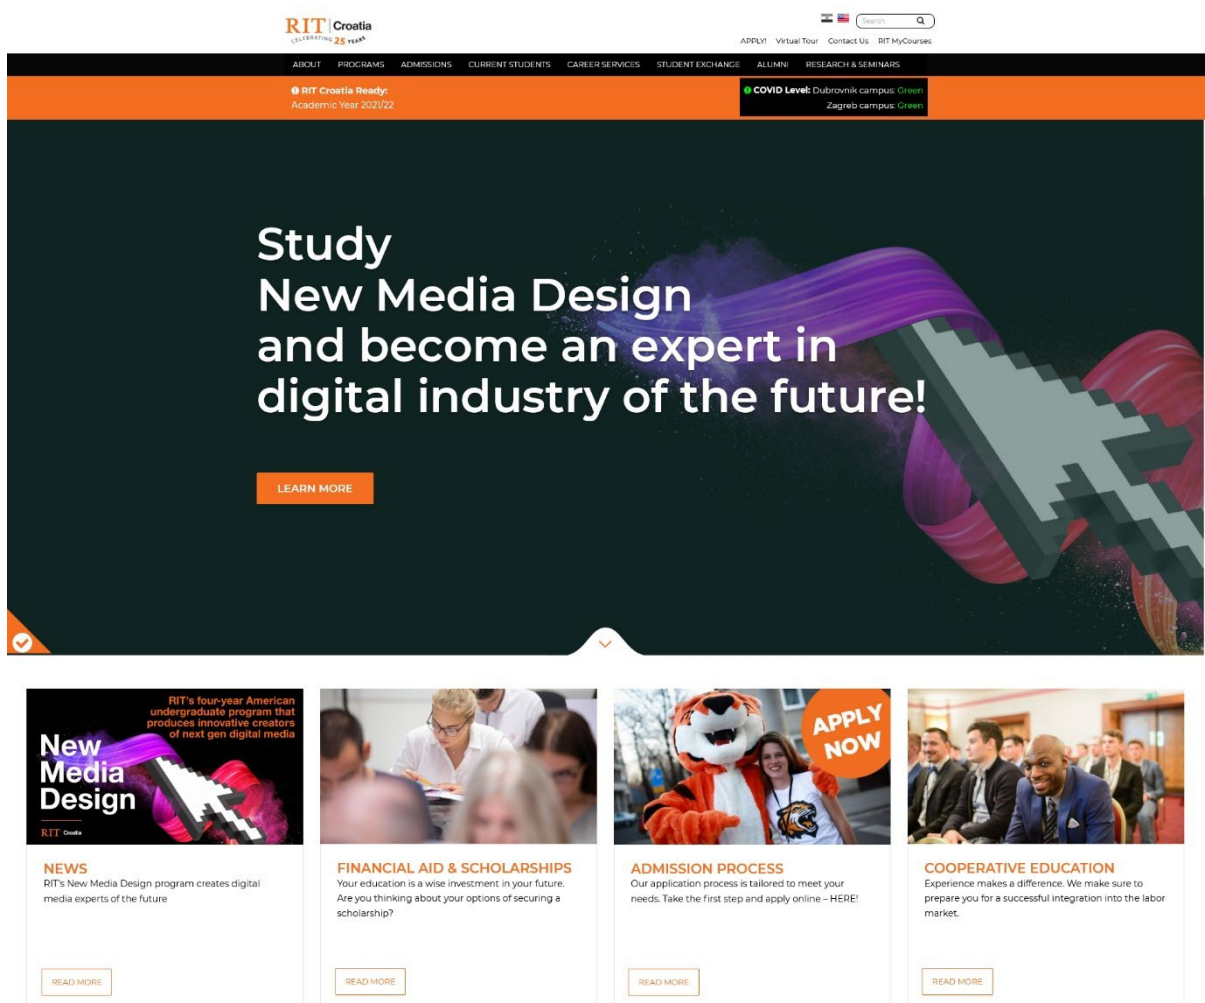 RIT Croatia
CELEBRATING 25 YEARS
Search
APPLY! Virtual Tour Contact Us RIT MyCourses
ABOUT PROGRAMS ADMISSIONS CURRENT STUDENTS CAREER SERVICES STUDENT EXCHANGE ALUMNI RESEARCH & SEMINARS
RIT Croatia Ready:
Academic Year 2021/22
COVID Level: Dubrovnik campus: Green
Zagreb campus: Green
Study
New Media Design
and become an expert in
digital industry of the future!
LEARN MORE
RIT's four-year American
undergraduate program that
produces innovative creators
of next gen digital media
New
Media
Design
RIT Croatia
NEWS
RIT's New Media Design program creates digital
media experts of the future
READ MORE
FINANCIAL AID & SCHOLARSHIPS
Your education is a wise investment in your future.
Are you thinking about your options of securing a
scholarship?
READ MORE
APPLY
NOW
ADMISSION PROCESS
Our application process is tailored to meet your
needs. Take the first step and apply online – HERE!
READ MORE
COOPERATIVE EDUCATION
Experience makes a difference. We make sure to
prepare you for a successful integration into the labor
market.
READ MORE